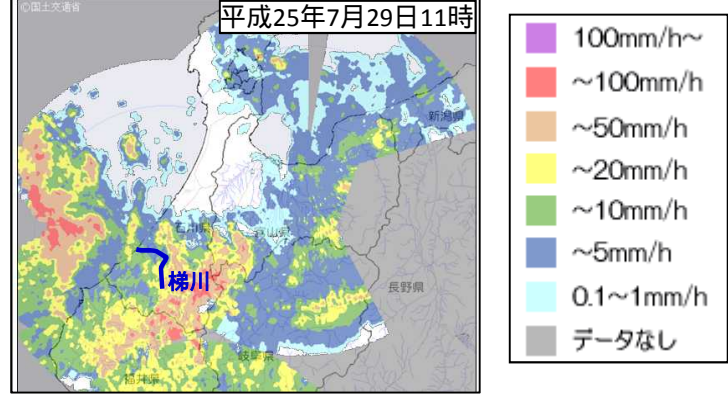 ©国土交通省
平成25年7月29日11時
新潟県
石川県
富山県
梯川
長野県
岐阜県
福井県
100mm/h~
~100mm/h
~50mm/h
~20mm/h
~10mm/h
~5mm/h
0.1~1mm/h
データなし